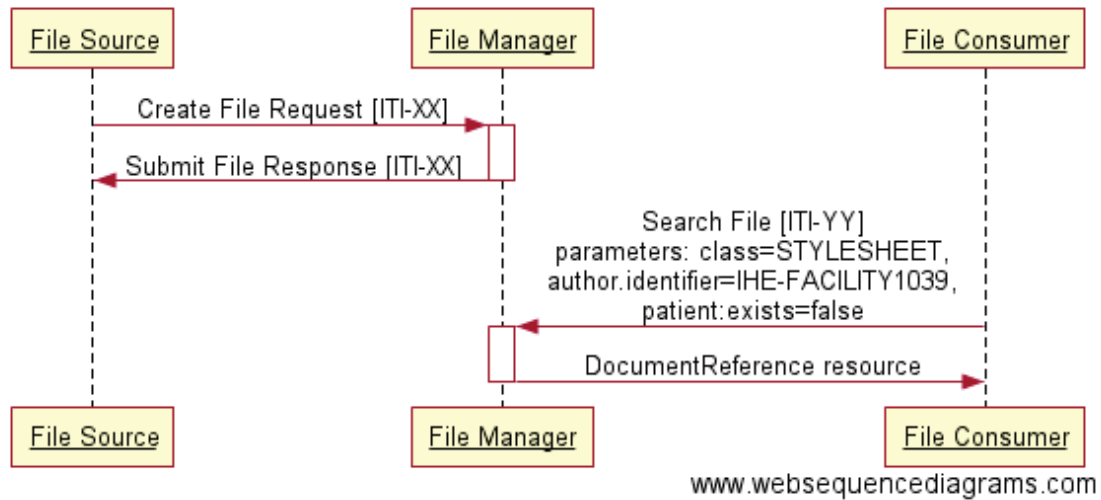 File Source
File Manager
File Consumer
Create File Request [ITI-XX]
Submit File Response [ITI-XX]
Search File [ITI-YY]
parameters: class=STYLESHEET,
author.identifier=IHE-FACILITY1039,
patient:exists=false
DocumentReference resource
File Source
File Manager
File Consumer
www.websequencediagrams.com